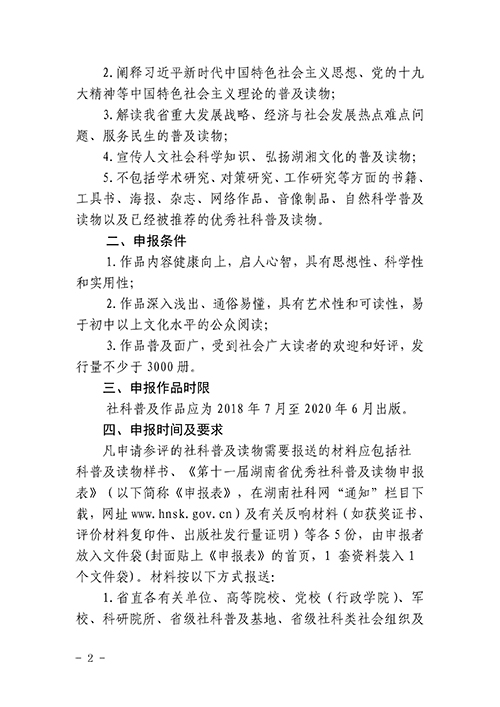 2.阐释习近平新时代中国特色社会主义思想、党的十九
大精神等中国特色社会主义理论的普及读物；
3.解读我省重大发展战略、经济与社会发展热点难点问
题、服务民生的普及读物；
4.宣传人文社会科学知识、弘扬湖湘文化的普及读物；
5.不包括学术研究、对策研究、工作研究等方面的书籍、
工具书、海报、杂志、网络作品、音像制品、自然科学普及
读物以及已经被推荐的优秀社科普及读物。
二、申报条件
1.作品内容健康向上，启人心智，具有思想性、科学性
和实用性；
2.作品深入浅出、通俗易懂，具有艺术性和可读性，易
于初中以上文化水平的公众阅读；
3.作品普及面广，受到社会广大读者的欢迎和好评，发
行量不少于3000册。
三、申报作品时限
社科普及作品应为2018年7月至2020年6月出版。
四、申报时间及要求
凡申请参评的社科普及读物需要报送的材料应包括社
科普及读物样书、《第十一届湖南省优秀社科普及读物申报
表》（以下简称《申报表》，在湖南社科网“通知”栏目下
载，网址www.hnsk.gov.cn)及有关反响材料（如获奖证书、
评价材料复印件、出版社发行量证明）等各5份，由申报者
放入文件袋(封面贴上《申报表》的首页，1 套资料装入1
个文件袋)。材料按以下方式报送：
1.省直各有关单位、高等院校、党校（行政学院）、军
校、科研院所、省级社科普及基地、省级社科类社会组织及
- 2 -